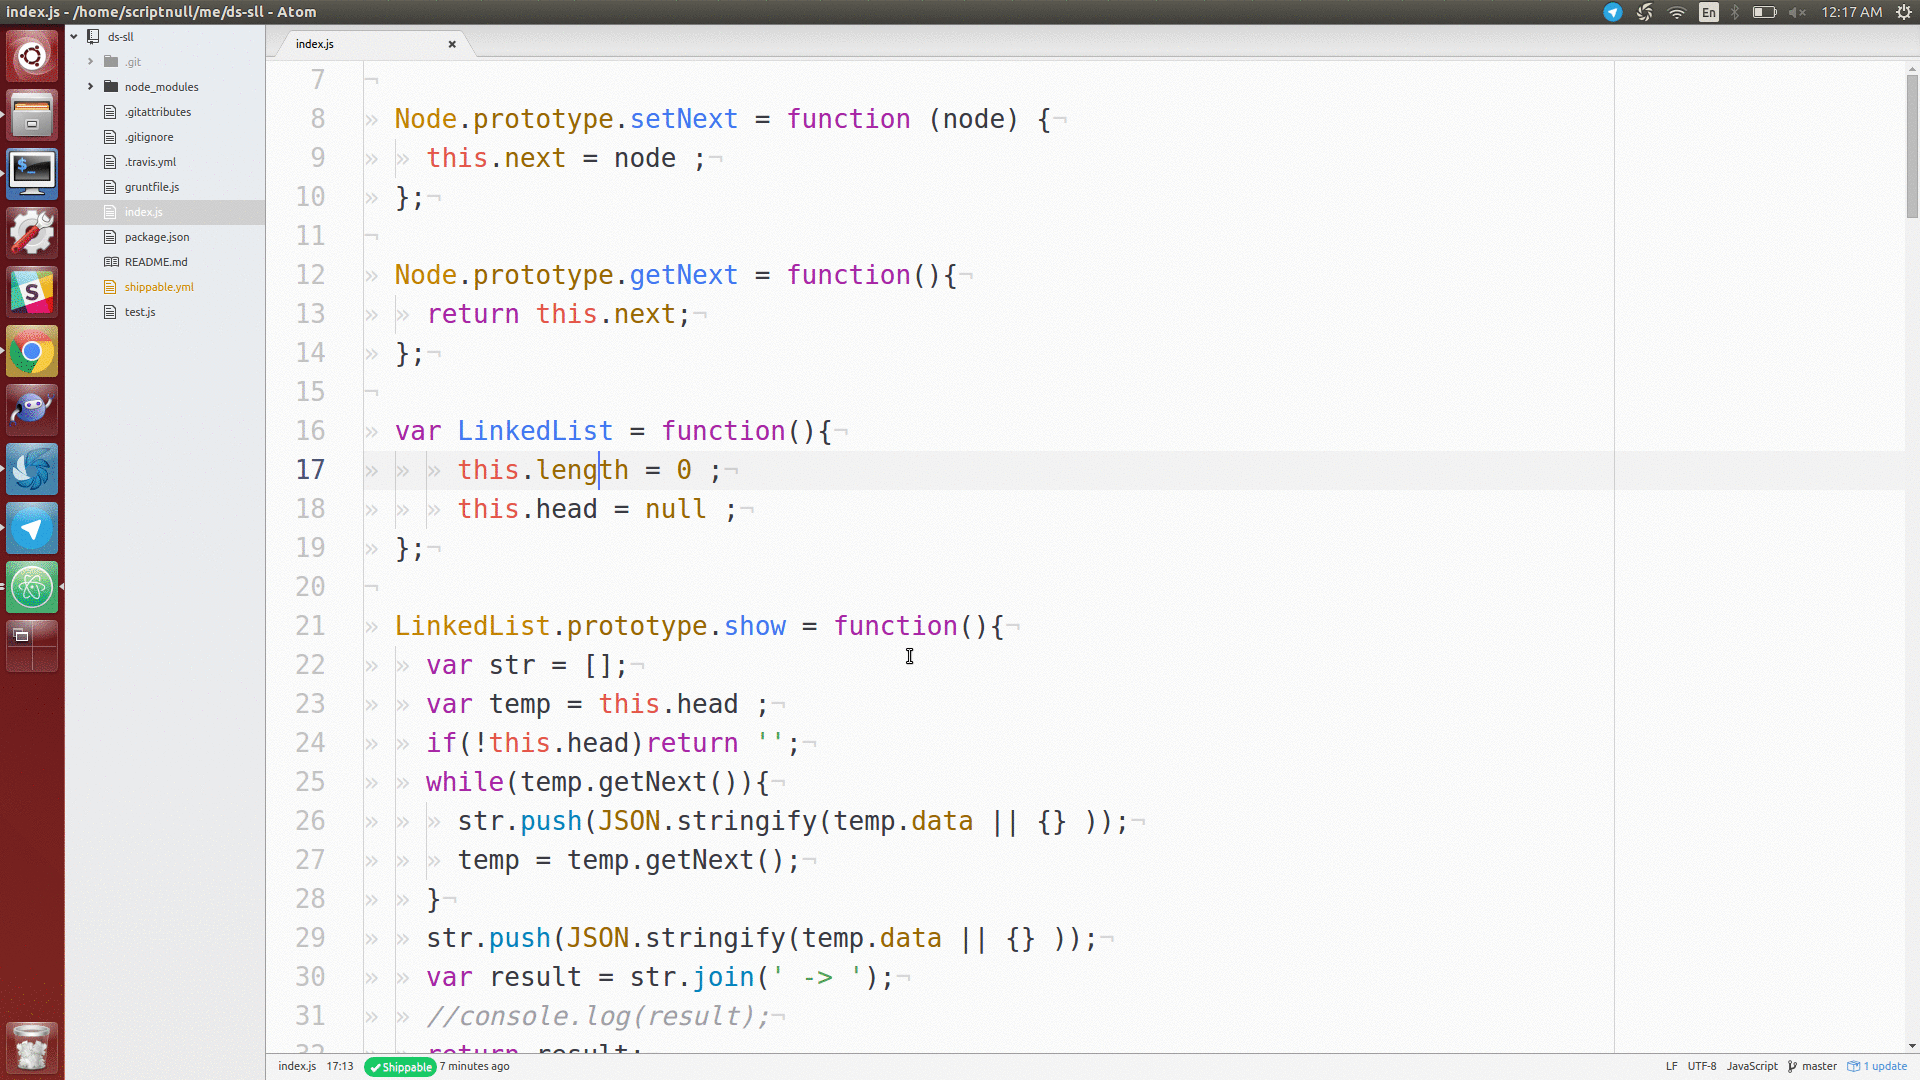 index.js - /home/scriptnull/me/ds-sll - Atom
En
12:17 AM
ds-sll
.git
node_modules
.gitattributes
.gitignore
.travis.yml
gruntfile.js
index.js
package.json
README.md
shippable.yml
test.js
index.js
7 ¬
8 » Node.prototype.setNext = function (node) {¬
9 » » this.next = node ;¬
10 » };¬
11 ¬
12 » Node.prototype.getNext = function(){¬
13 » » return this.next;¬
14 » };¬
15 ¬
16 » var LinkedList = function(){¬
17 » » » this.length = 0 ;¬
18 » » » this.head = null ;¬
19 » };¬
20 ¬
21 » LinkedList.prototype.show = function(){¬
22 » » var str = [];¬
23 » » var temp = this.head ;¬
24 » » if(!this.head)return '';¬
25 » » while(temp.getNext()){¬
26 » » » str.push(JSON.stringify(temp.data || {} ));¬
27 » » » temp = temp.getNext();¬
28 » » }¬
29 » » str.push(JSON.stringify(temp.data || {} ));¬
30 » » var result = str.join(' -> ');¬
31 » » //console.log(result);¬
32 » » return result;¬
index.js 17:13 Shippable 7 minutes ago
LF UTF-8 JavaScript master 1 update